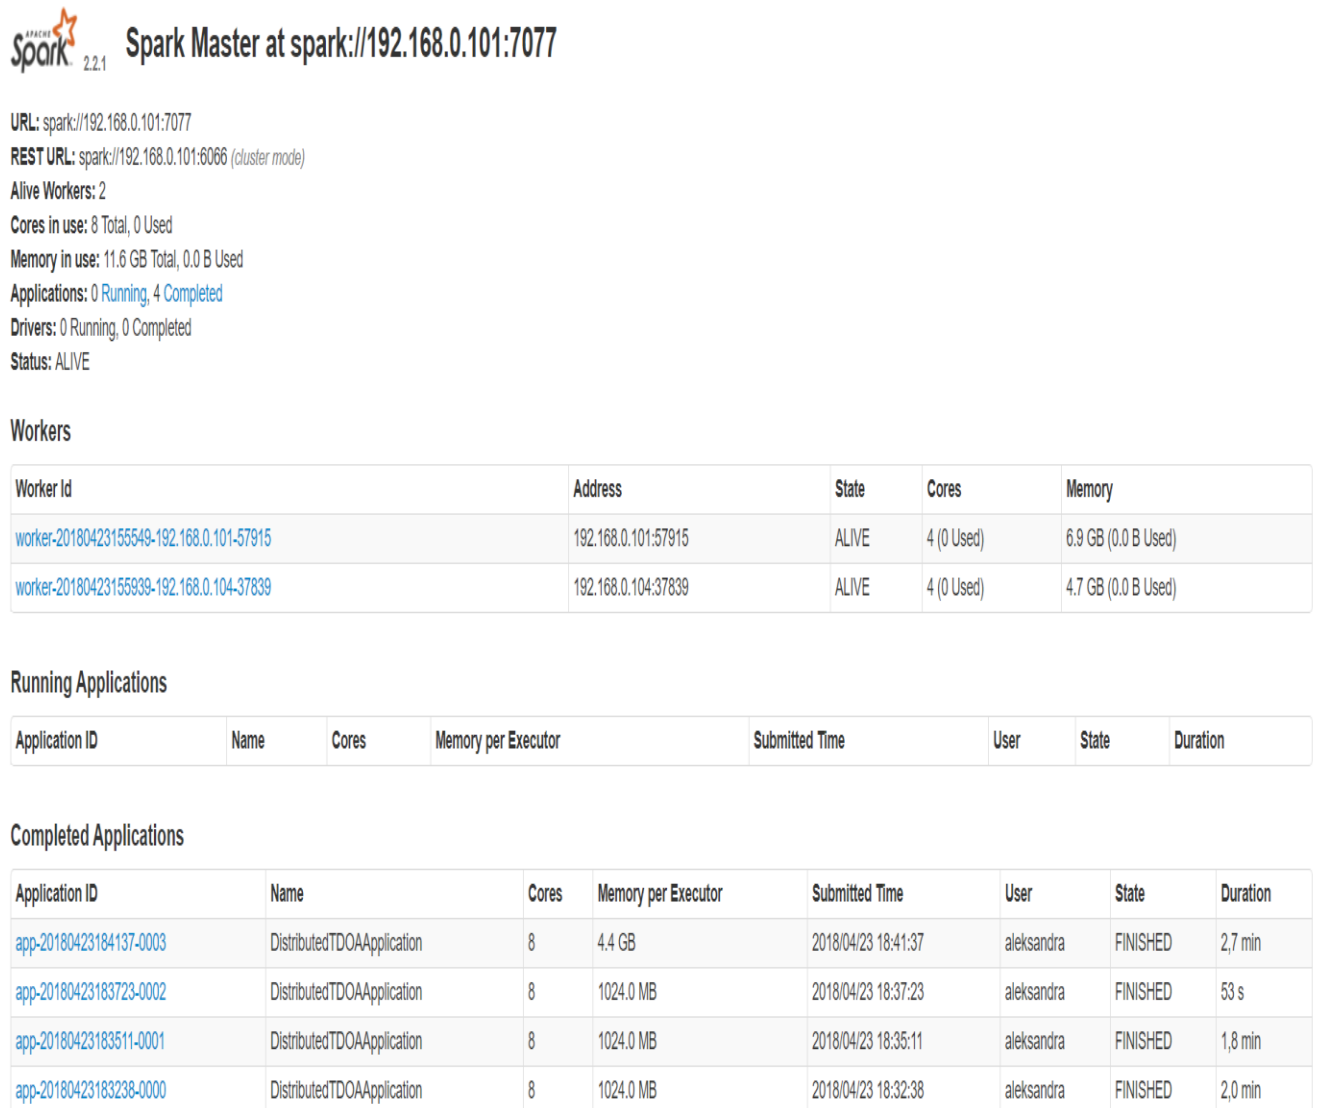 APACHE
Spark 2.2.1 Spark Master at spark://192.168.0.101:7077
URL: spark://192.168.0.101:7077
REST URL: spark://192.168.0.101:6066 (cluster mode)
Alive Workers: 2
Cores in use: 8 Total, 0 Used
Memory in use: 11.6 GB Total, 0.0 B Used
Applications: 0 Running, 4 Completed
Drivers: 0 Running, 0 Completed
Status: ALIVE
Workers
Worker Id Address State Cores Memory
worker-20180423155549-192.168.0.101-57915 192.168.0.101:57915 ALIVE 4 (0 Used) 6.9 GB (0.0 B Used)
worker-20180423155939-192.168.0.104-37839 192.168.0.104:37839 ALIVE 4 (0 Used) 4.7 GB (0.0 B Used)
Running Applications
Application ID Name Cores Memory per Executor Submitted Time User State Duration
Completed Applications
Application ID Name Cores Memory per Executor Submitted Time User State Duration
app-20180423184137-0003 DistributedTDOAApplication 8 4.4 GB 2018/04/23 18:41:37 aleksandra FINISHED 2,7 min
app-20180423183723-0002 DistributedTDOAApplication 8 1024.0 MB 2018/04/23 18:37:23 aleksandra FINISHED 53 s
app-20180423183511-0001 DistributedTDOAApplication 8 1024.0 MB 2018/04/23 18:35:11 aleksandra FINISHED 1,8 min
app-20180423183238-0000 DistributedTDOAApplication 8 1024.0 MB 2018/04/23 18:32:38 aleksandra FINISHED 2,0 min